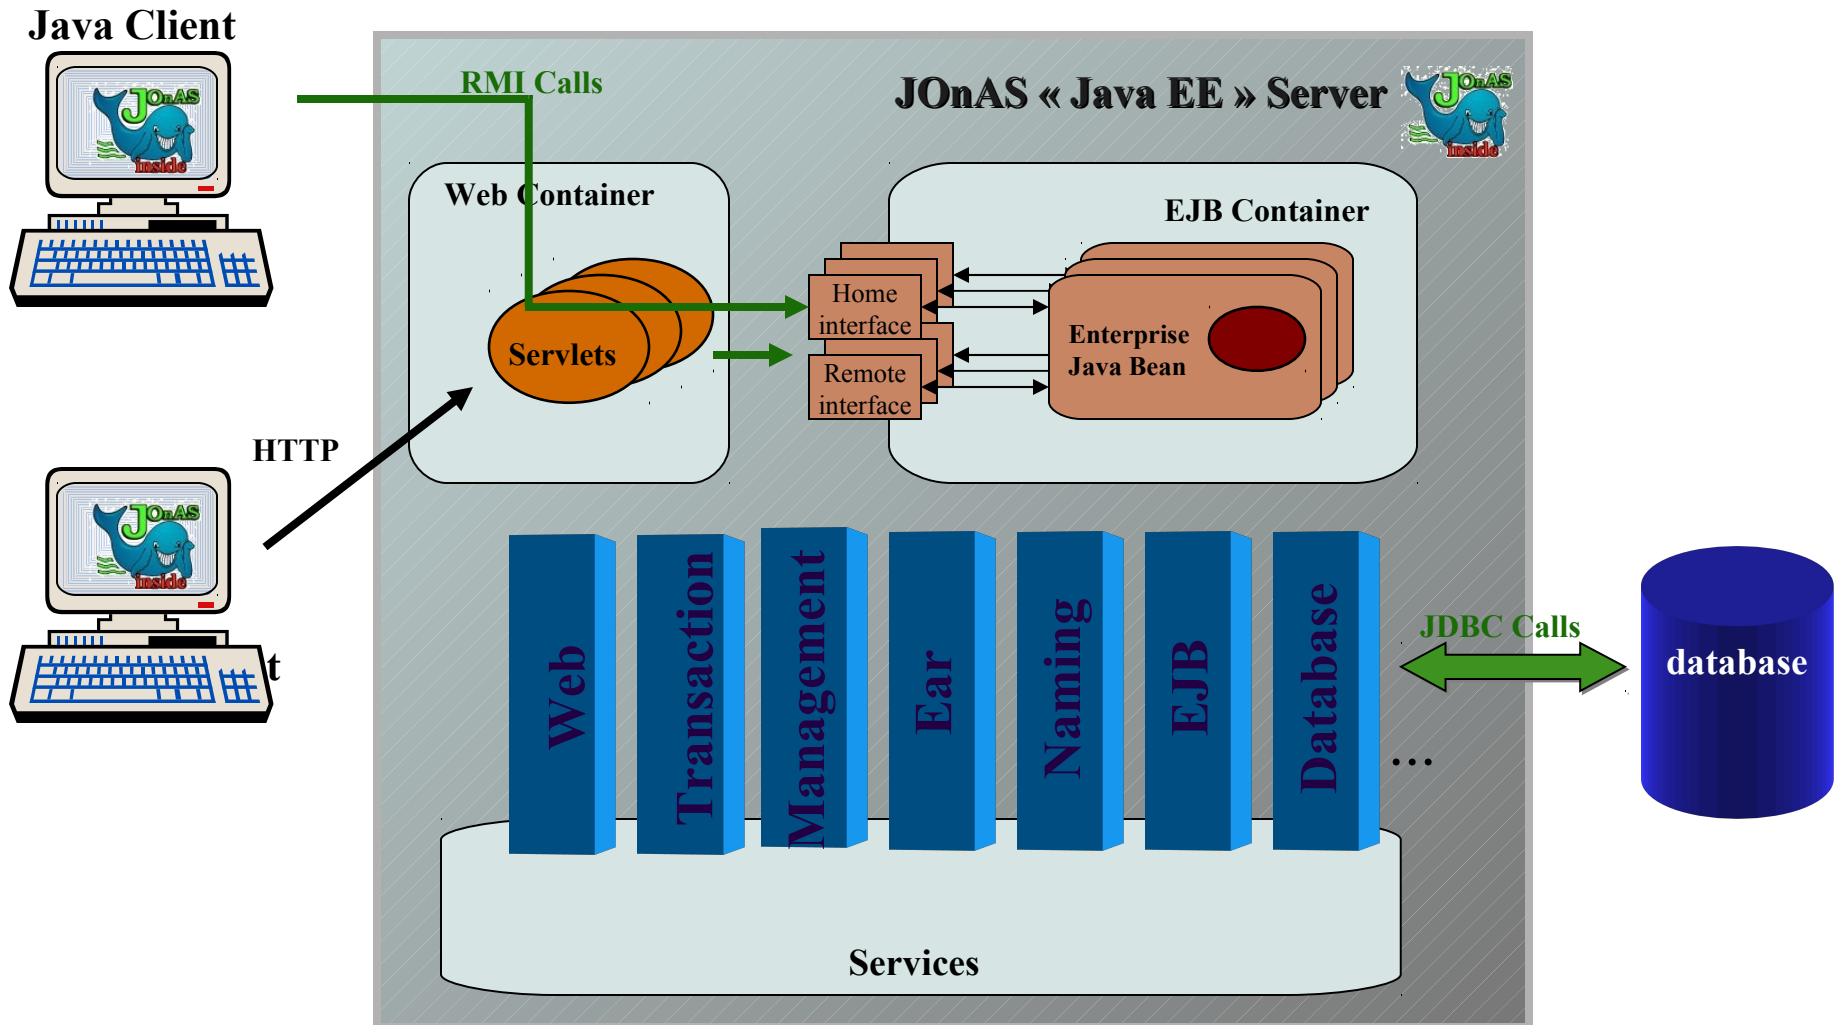 Java Client
JOnAS
inside
RMI Calls
JOnAS « Java EE » Server
JOnAS
inside
Web Container
EJB Container
Servlets
Home
interface
Remote
interface
Enterprise
Java Bean
HTTP
JOnAS
inside
t
Web
Transaction
Management
Ear
Naming
EJB
Database
...
JDBC Calls
database
Services